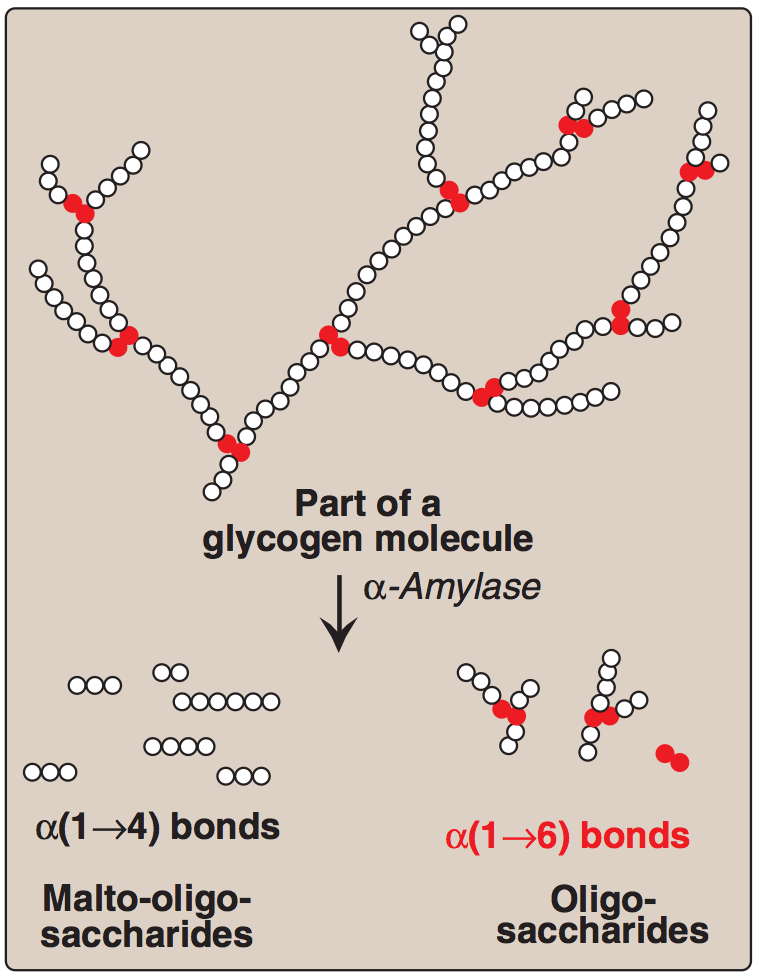 Part of a
glycogen molecule
α-Amylase
α(1→4) bonds
Malto-oligo-
saccharides
α(1→6) bonds
Oligo-
saccharides